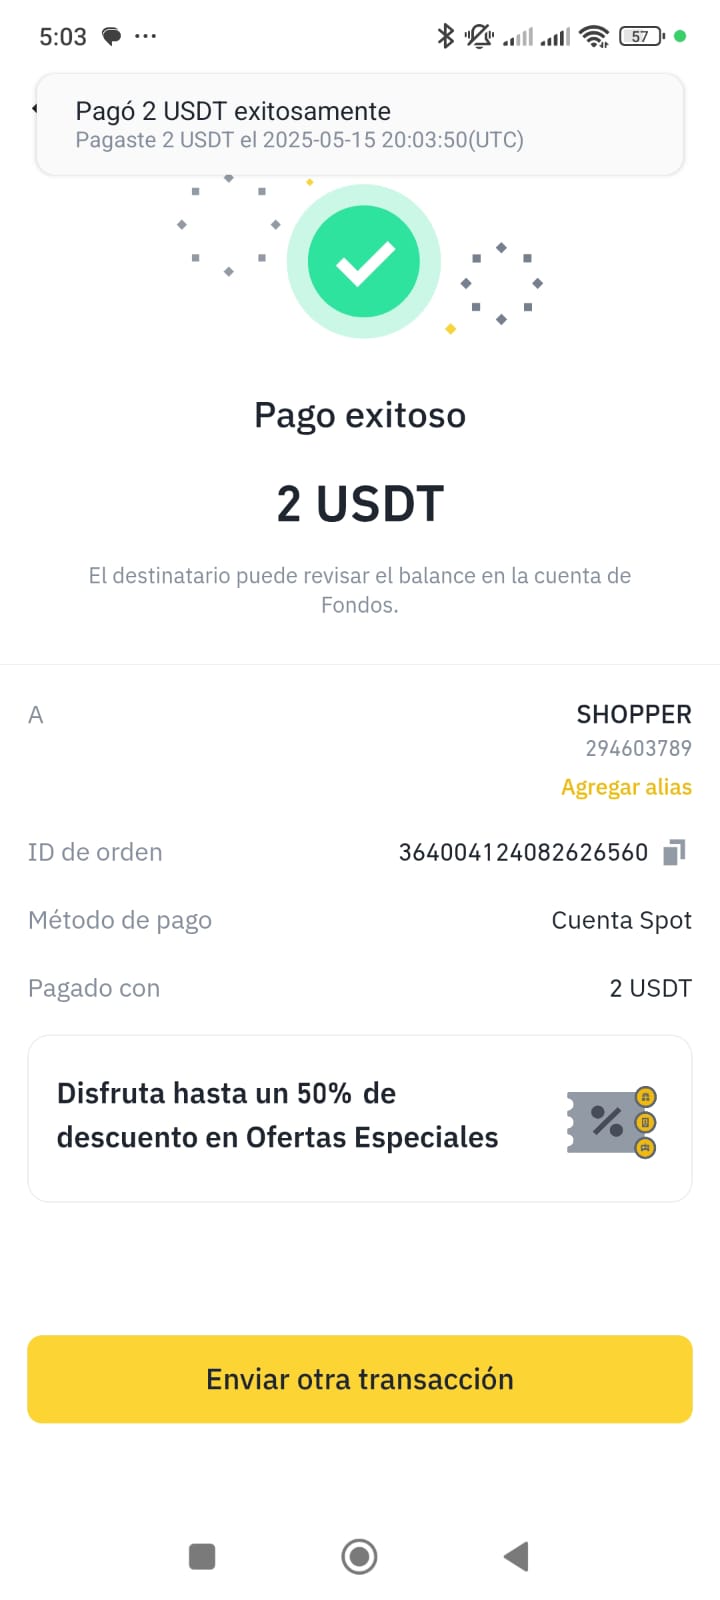 5:03
57
Pagó 2 USDT exitosamente
Pagaste 2 USDT el 2025-05-15 20:03:50(UTC)
Pago exitoso
2 USDT
El destinatario puede revisar el balance en la cuenta de
Fondos.
A
SHOPPER
294603789
Agregar alias
ID de orden
364004124082626560
Método de pago
Cuenta Spot
Pagado con
2 USDT
Disfruta hasta un 50% de
descuento en Ofertas Especiales
%
Enviar otra transacción